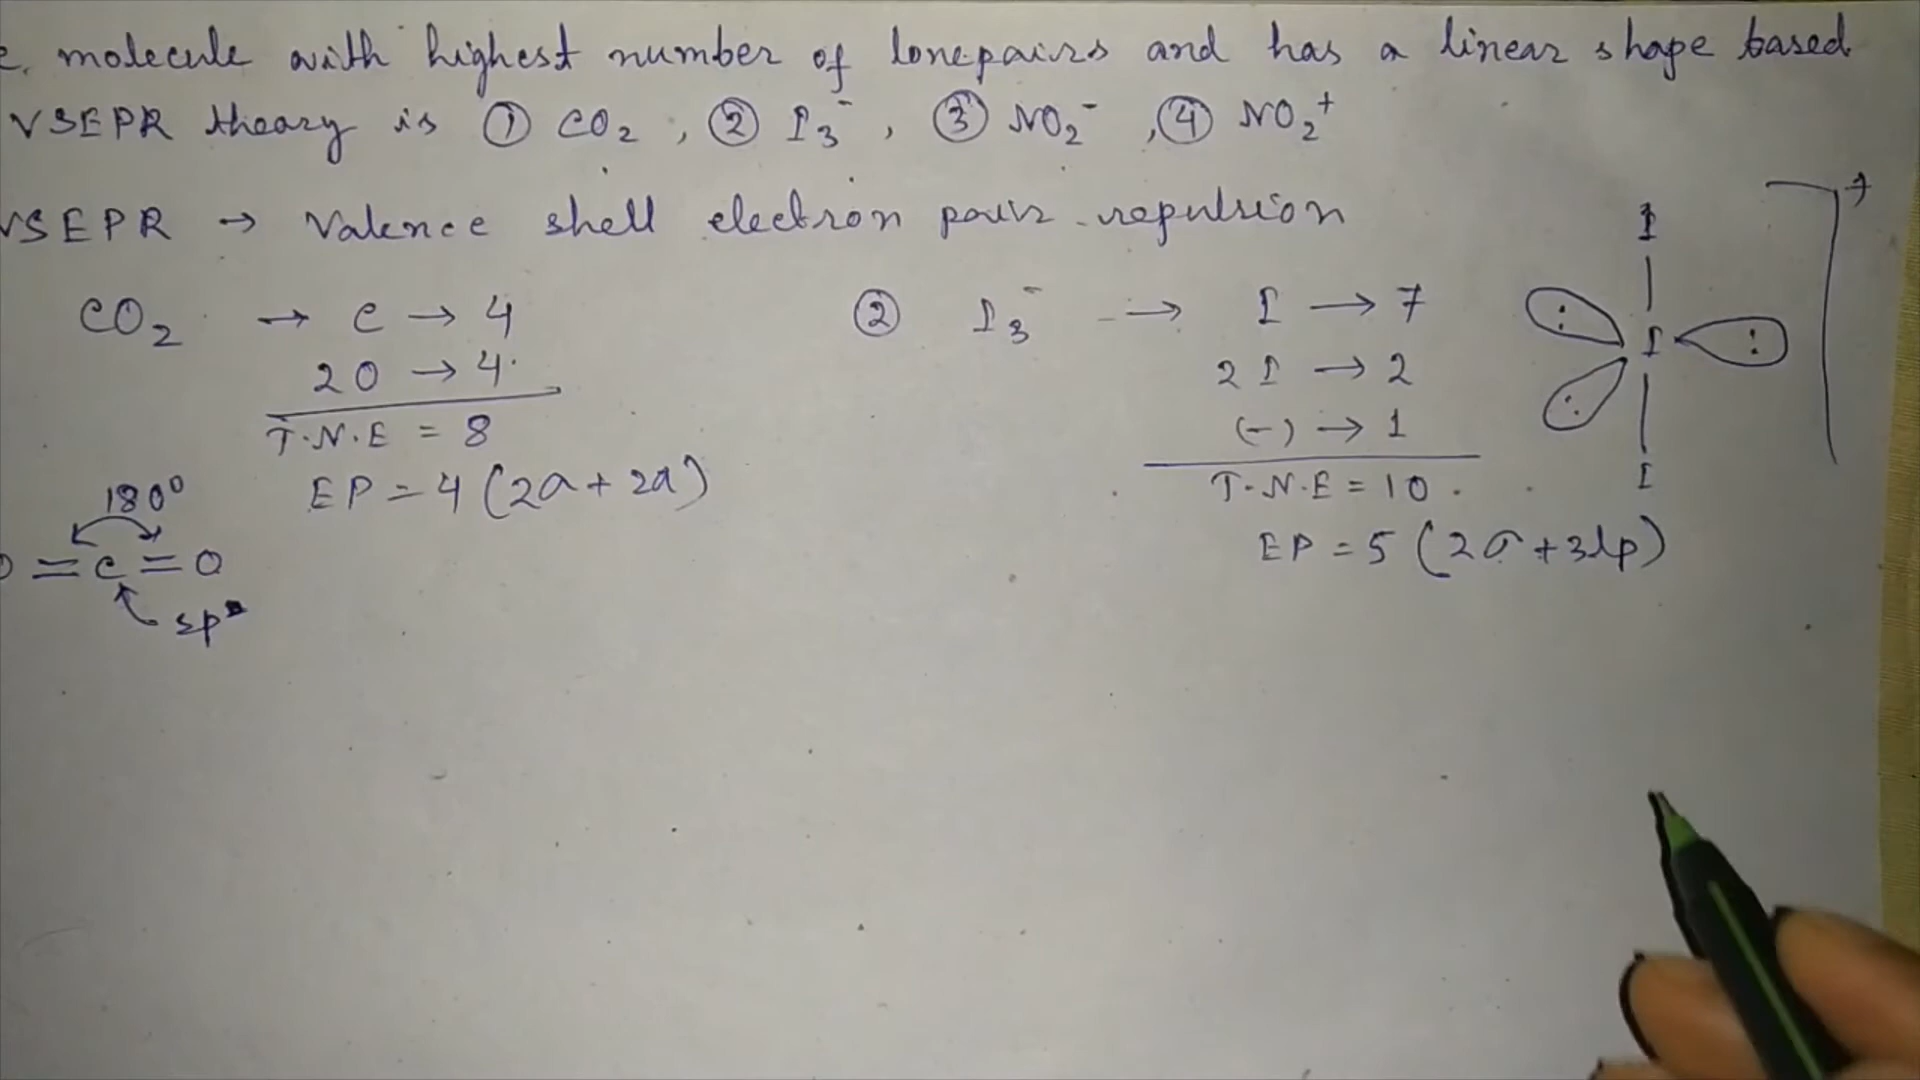 e molecule with highest number of lonepairs and has a linear shape based
VSEPR theory is ① CO2 , ② I3⁻ , ③ NO2⁻ , ④ NO2⁺
VSEPR → Valence shell electron pair repulsion
CO2 → C → 4
2O → 4
T.N.E = 8
EP = 4 (2σ + 2π)
180°
O = C = O
sp
② I3⁻ → I → 7
2I → 2
(-) → 1
T.N.E = 10
EP = 5 (2σ + 3lp)
I
: I :
:
I